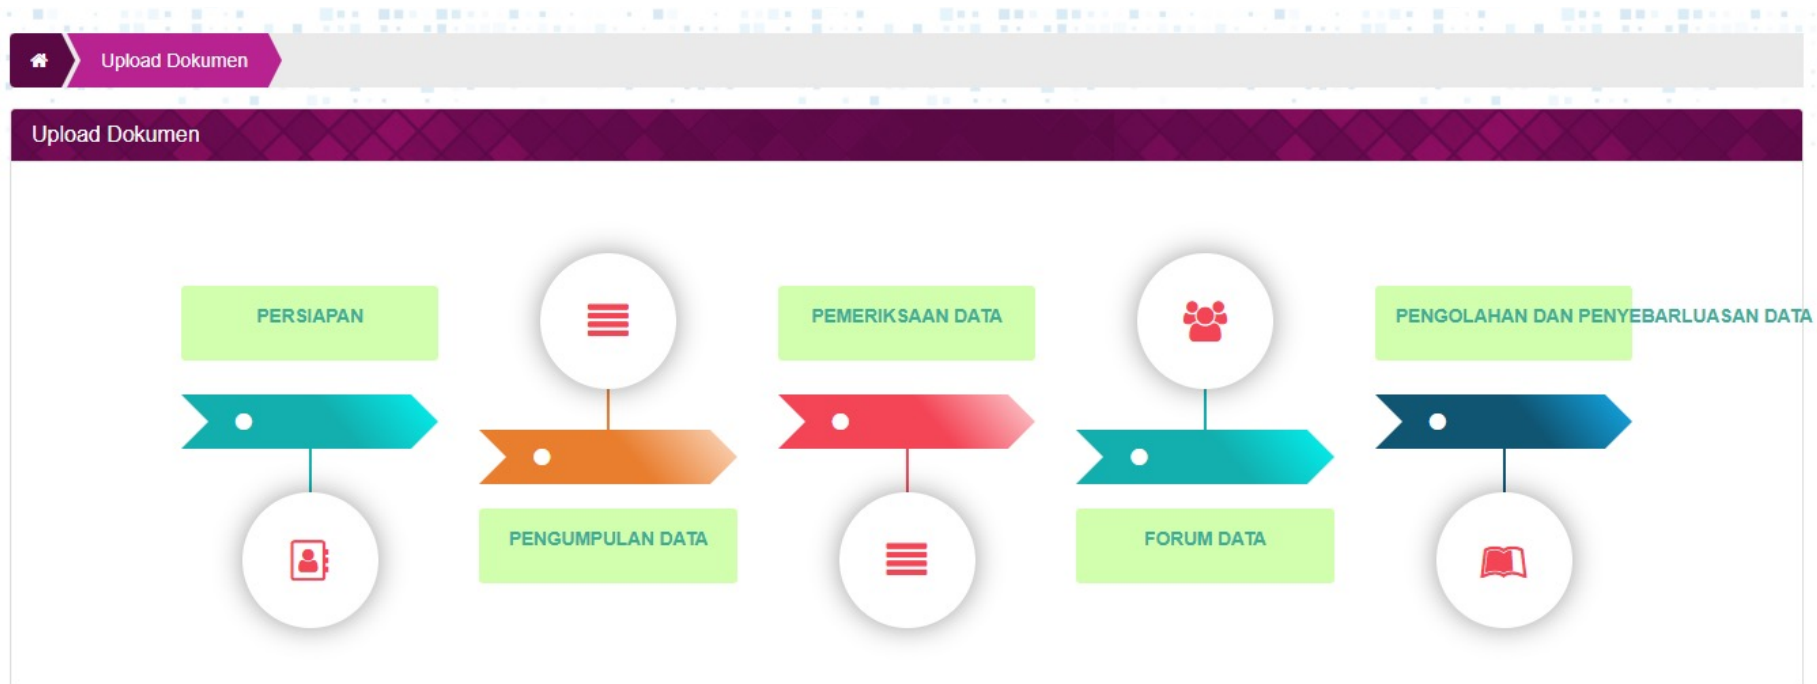 Upload Dokumen
Upload Dokumen
PERSIAPAN
PENGUMPULAN DATA
PEMERIKSAAN DATA
FORUM DATA
PENGOLAHAN DAN PENYEBARLUASAN DATA